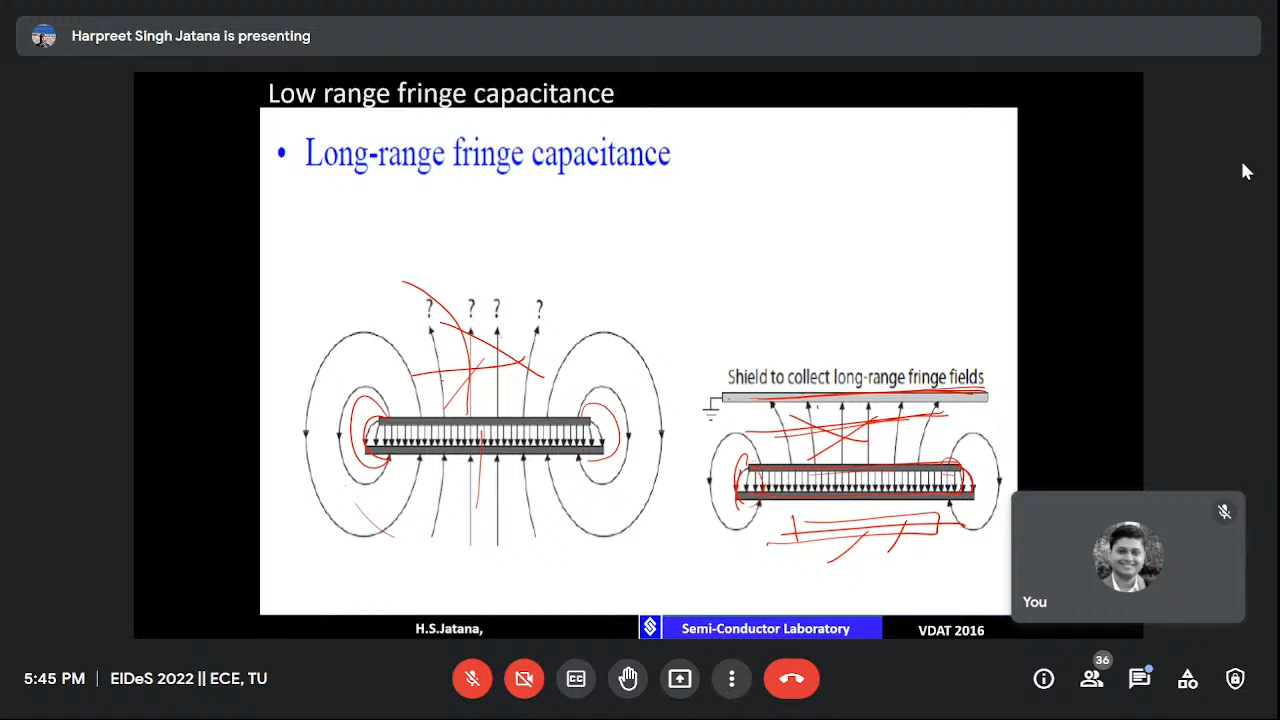 Harpreet Singh Jatana is presenting
Low range fringe capacitance
• Long-range fringe capacitance
? ? ? ?
Shield to collect long-range fringe fields
You
H.S.Jatana,
Semi-Conductor Laboratory
VDAT 2016
36
5:45 PM | EIDeS 2022 || ECE, TU
CC